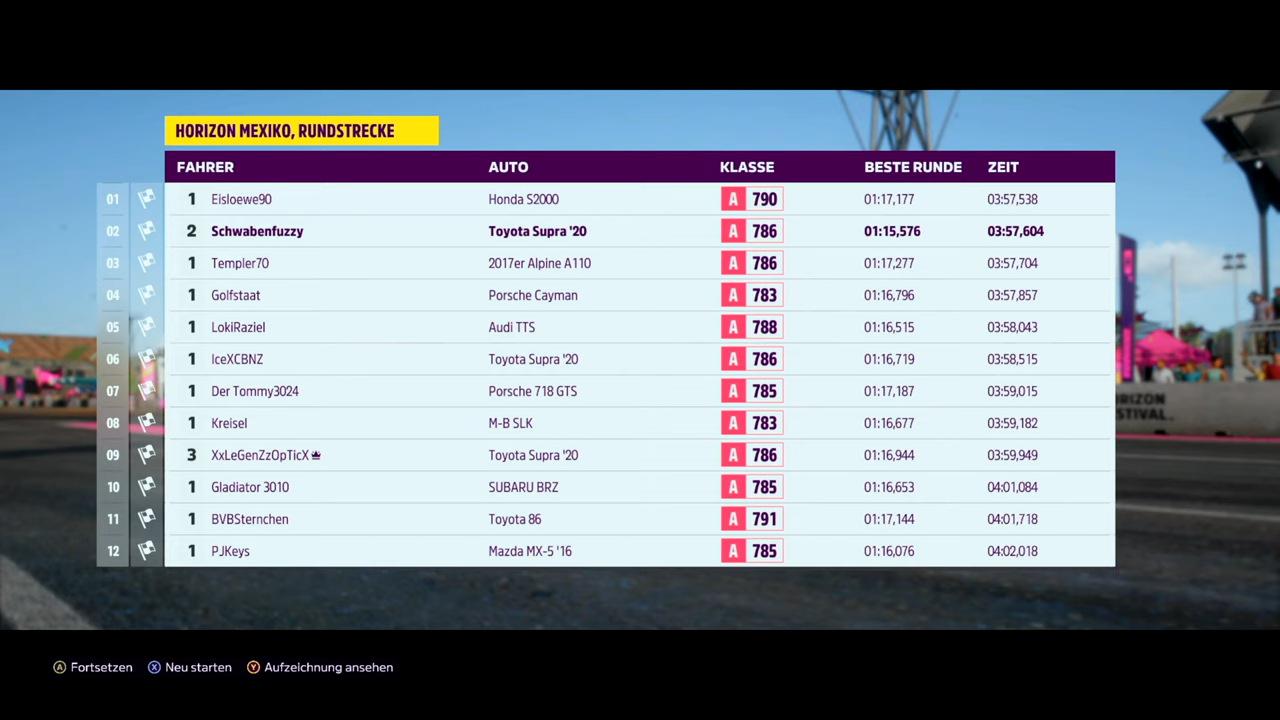 HORIZON MEXIKO, RUNDSTRECKE
FAHRER AUTO KLASSE BESTE RUNDE ZEIT
01 1 Eisloewe90 Honda S2000 A 790 01:17,177 03:57,538
02 2 Schwabenfuzzy Toyota Supra '20 A 786 01:15,576 03:57,604
03 1 Templer70 2017er Alpine A110 A 786 01:17,277 03:57,704
04 1 Golfstaat Porsche Cayman A 783 01:16,796 03:57,857
05 1 LokiRaziel Audi TTS A 788 01:16,515 03:58,043
06 1 IceXCBNZ Toyota Supra '20 A 786 01:16,719 03:58,515
07 1 Der Tommy3024 Porsche 718 GTS A 785 01:17,187 03:59,015
08 1 Kreisel M-B SLK A 783 01:16,677 03:59,182
09 3 XxLeGenZzOpTicX Toyota Supra '20 A 786 01:16,944 03:59,949
10 1 Gladiator 3010 SUBARU BRZ A 785 01:16,653 04:01,084
11 1 BVBSternchen Toyota 86 A 791 01:17,144 04:01,718
12 1 PJKeys Mazda MX-5 '16 A 785 01:16,076 04:02,018
A Fortsetzen X Neu starten Y Aufzeichnung ansehen